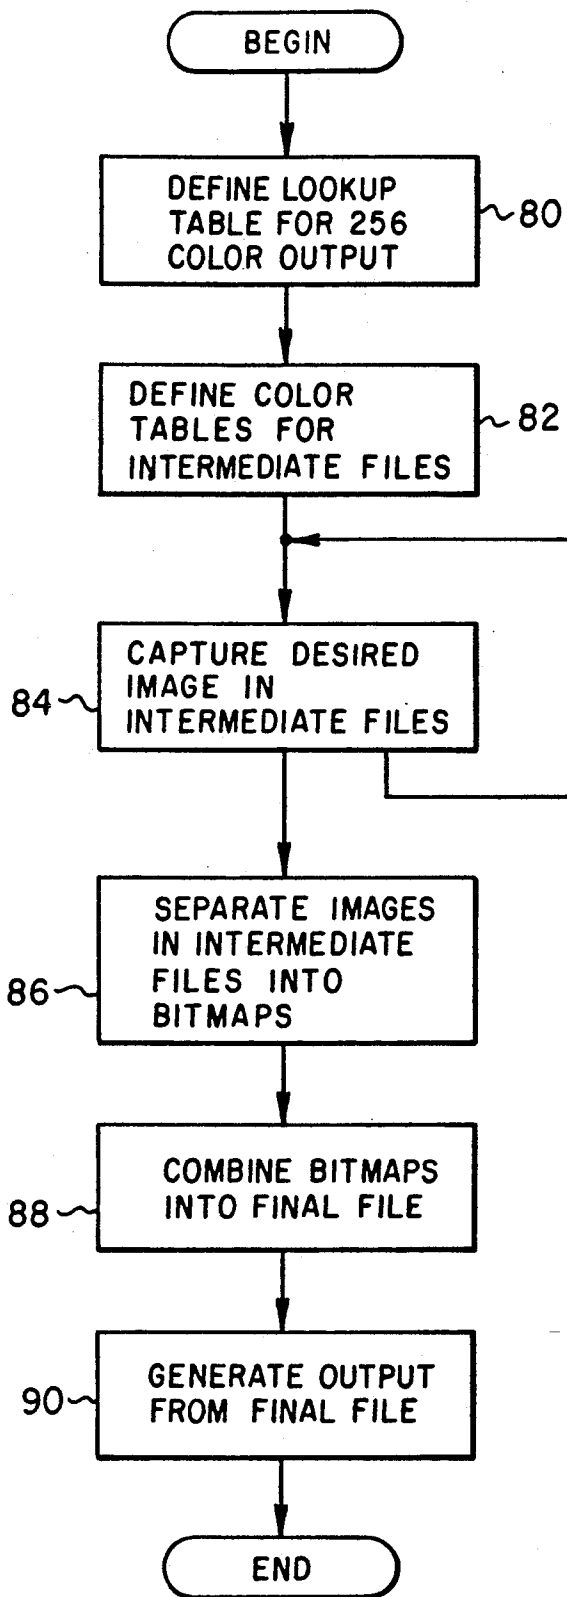 BEGIN
DEFINE LOOKUP
TABLE FOR 256
COLOR OUTPUT
80
DEFINE COLOR
TABLES FOR
INTERMEDIATE FILES
82
CAPTURE DESIRED
IMAGE IN
INTERMEDIATE FILES
84
SEPARATE IMAGES
IN INTERMEDIATE
FILES INTO
BITMAPS
86
COMBINE BITMAPS
INTO FINAL FILE
88
GENERATE OUTPUT
FROM FINAL FILE
90
END